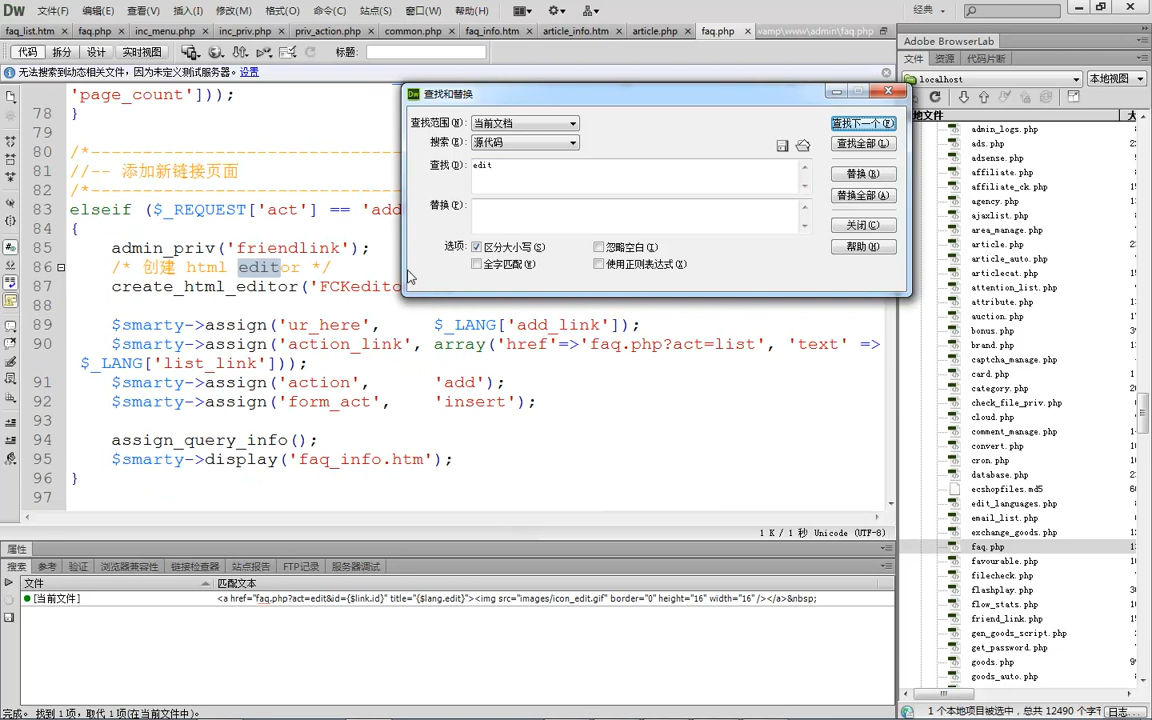 Dw 文件(F) 编辑(E) 查看(V) 插入(I) 修改(M) 格式(O) 命令(C) 站点(S) 窗口(W) 帮助(H) 经典
faq_list.htm × faq.php × inc_menu.php × inc_priv.php × priv_action.php × common.php × faq_info.htm × article_info.htm × article.php × faq.php × wamp\www\admin\faq.php
代码 拆分 设计 实时视图 标题:
无法搜索到动态相关文件,因为未定义测试服务器。设置
'page_count']));
78 }
79
80 /*----------------------------------
81 //-- 添加新链接页面
82 /*----------------------------------
83 elseif ($_REQUEST['act'] == 'add
84 {
85 admin_priv('friendlink');
86 /* 创建 html editor */
87 create_html_editor('FCKedito
88
89 $smarty->assign('ur_here', $_LANG['add_link']);
90 $smarty->assign('action_link', array('href'=>'faq.php?act=list', 'text' =>
$_LANG['list_link']));
91 $smarty->assign('action', 'add');
92 $smarty->assign('form_act', 'insert');
93
94 assign_query_info();
95 $smarty->display('faq_info.htm');
96 }
97
1 K / 1 秒 Unicode (UTF-8)
Dw 查找和替换
查找范围(N): 当前文档
搜索(S): 源代码
查找(I): edit
替换(P):
选项: 区分大小写(S) 忽略空白(I)
全字匹配(W) 使用正则表达式(X)
查找下一个(F)
查找全部(L)
替换(R)
替换全部(A)
关闭(C)
帮助(H)
属性
搜索 参考 验证 浏览器兼容性 链接检查器 站点报告 FTP记录 服务器调试
文件 匹配文本
[当前文件] <a href="faq.php?act=edit&id={$link.id}" title="{$lang.edit}"><img src="images/icon_edit.gif" border="0" height="16" width="16" /></a>&nbsp;
完成。 找到 1 项,取代 1 项(在当前文件中)。
Adobe BrowserLab
文件 资源 代码片断
localhost 本地视图
本地文件 大
admin_logs.php
ads.php
adsense.php
affiliate.php
affiliate_ck.php
agency.php
ajaxlist.php
area_manage.php
article.php
article_auto.php
articlecat.php
attention_list.php
attribute.php
auction.php
bonus.php
brand.php
captcha_manage.php
card.php
category.php
check_file_priv.php
cloud.php
comment_manage.php
convert.php
cron.php
database.php
ecshopfiles.md5
edit_languages.php
email_list.php
exchange_goods.php
faq.php
favourable.php
filecheck.php
flashplay.php
flow_stats.php
friend_link.php
gen_goods_script.php
get_password.php
goods.php
goods_auto.php
1 个本地项目被选中,总共 12490 个字节 日志...